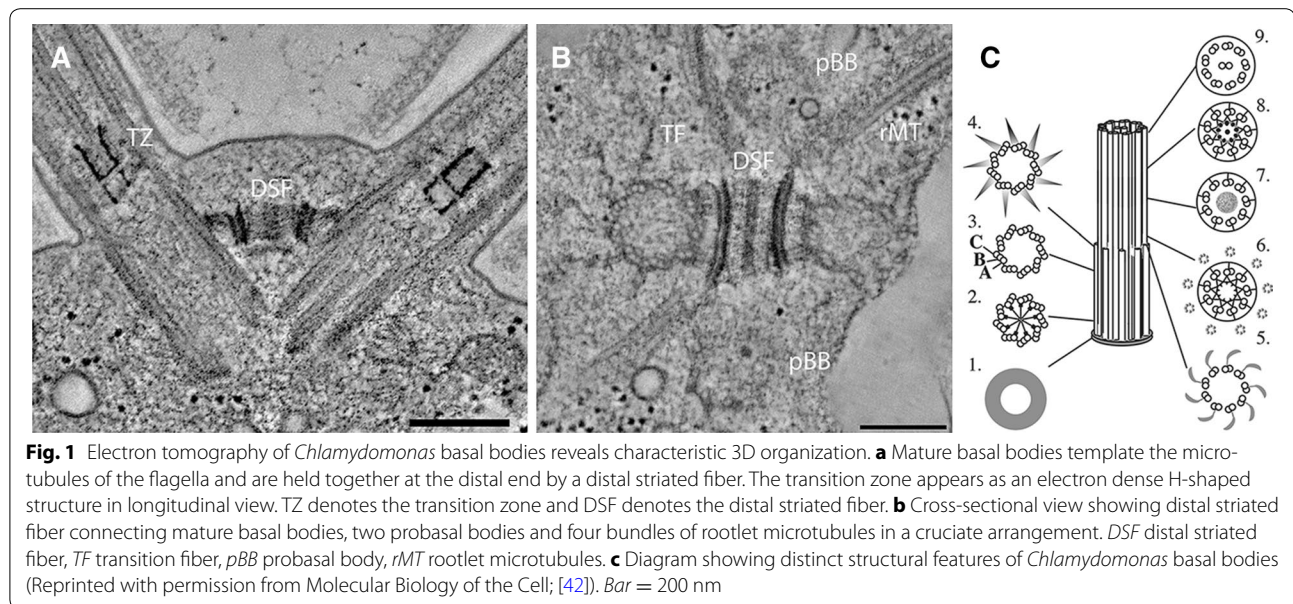 A
TZ
DSF
B
pBB
TF
DSF
rMT
pBB
C
9.
8.
7.
6.
5.
4.
3.
C
B
A
2.
1.
Fig. 1 Electron tomography of Chlamydomonas basal bodies reveals characteristic 3D organization. a Mature basal bodies template the micro-
tubules of the flagella and are held together at the distal end by a distal striated fiber. The transition zone appears as an electron dense H-shaped
structure in longitudinal view. TZ denotes the transition zone and DSF denotes the distal striated fiber. b Cross-sectional view showing distal striated
fiber connecting mature basal bodies, two probasal bodies and four bundles of rootlet microtubules in a cruciate arrangement. DSF distal striated
fiber, TF transition fiber, pBB probasal body, rMT rootlet microtubules. c Diagram showing distinct structural features of Chlamydomonas basal bodies
(Reprinted with permission from Molecular Biology of the Cell; [42]). Bar = 200 nm